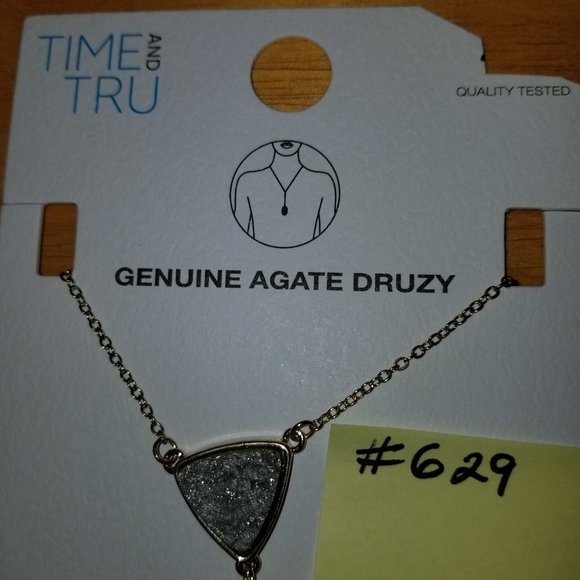 TIME AND
TRU
QUALITY TESTED
GENUINE AGATE DRUZY
#629